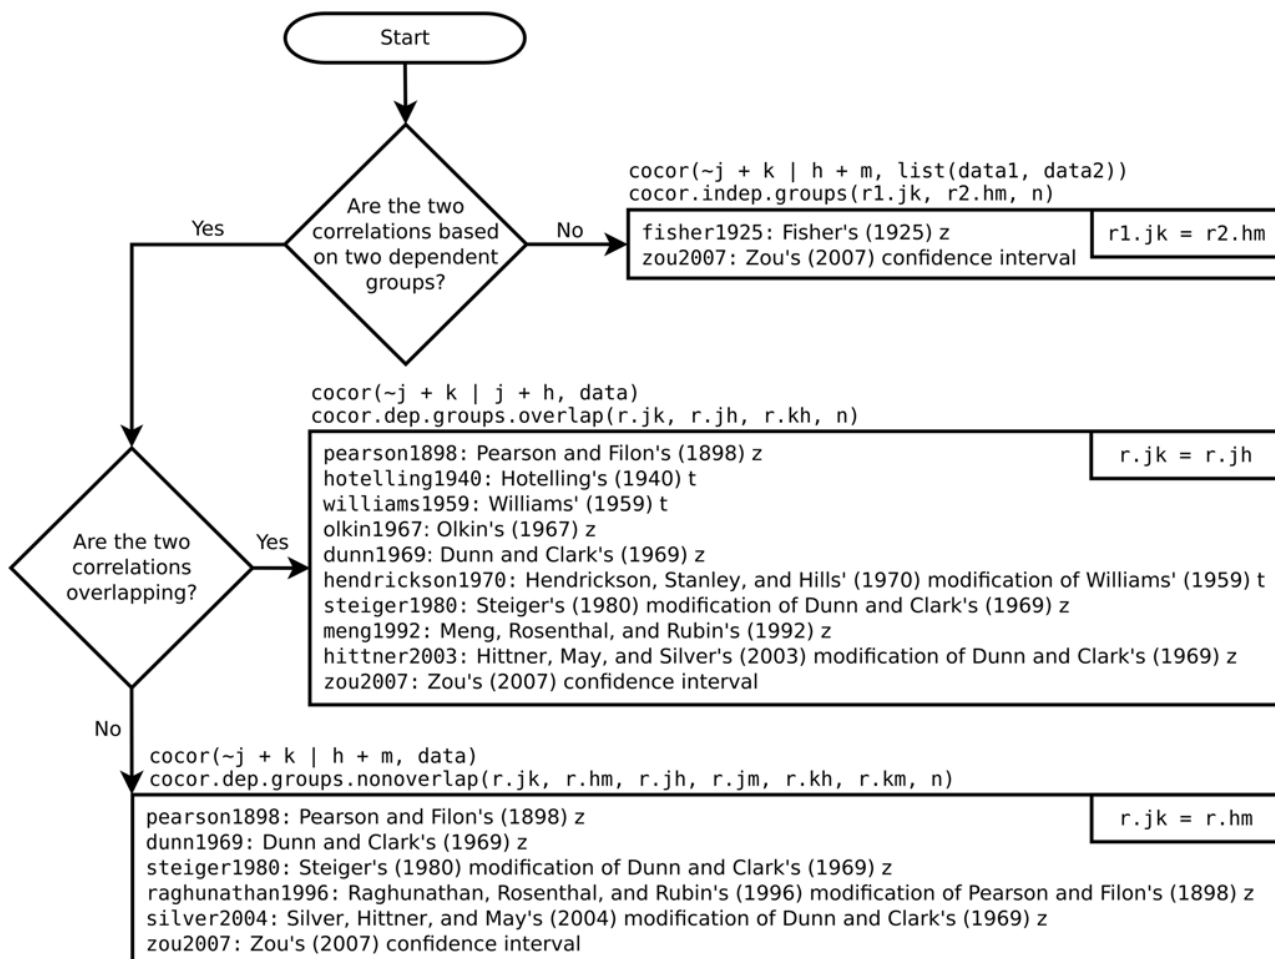 Start
Are the two
correlations based
on two dependent
groups?
Yes
No
cocor(~j + k | h + m, list(data1, data2))
cocor.indep.groups(r1.jk, r2.hm, n)
fisher1925: Fisher's (1925) z
zou2007: Zou's (2007) confidence interval
r1.jk = r2.hm
cocor(~j + k | j + h, data)
cocor.dep.groups.overlap(r.jk, r.jh, r.kh, n)
Are the two
correlations
overlapping?
Yes
pearson1898: Pearson and Filon's (1898) z
hotelling1940: Hotelling's (1940) t
williams1959: Williams' (1959) t
olkin1967: Olkin's (1967) z
dunn1969: Dunn and Clark's (1969) z
hendrickson1970: Hendrickson, Stanley, and Hills' (1970) modification of Williams' (1959) t
steiger1980: Steiger's (1980) modification of Dunn and Clark's (1969) z
meng1992: Meng, Rosenthal, and Rubin's (1992) z
hittner2003: Hittner, May, and Silver's (2003) modification of Dunn and Clark's (1969) z
zou2007: Zou's (2007) confidence interval
r.jk = r.jh
No
cocor(~j + k | h + m, data)
cocor.dep.groups.nonoverlap(r.jk, r.hm, r.jh, r.jm, r.kh, r.km, n)
pearson1898: Pearson and Filon's (1898) z
dunn1969: Dunn and Clark's (1969) z
steiger1980: Steiger's (1980) modification of Dunn and Clark's (1969) z
raghunathan1996: Raghunathan, Rosenthal, and Rubin's (1996) modification of Pearson and Filon's (1898) z
silver2004: Silver, Hittner, and May's (2004) modification of Dunn and Clark's (1969) z
zou2007: Zou's (2007) confidence interval
r.jk = r.hm